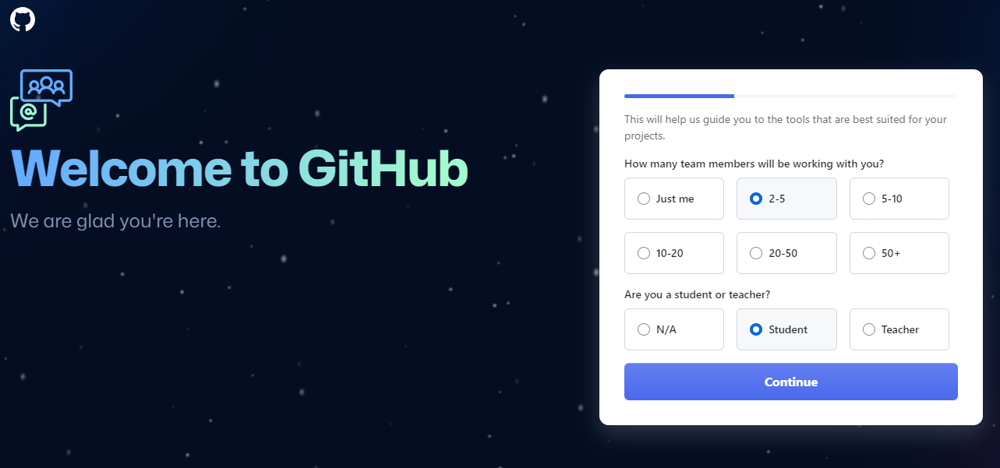 Welcome to GitHub
We are glad you're here.
This will help us guide you to the tools that are best suited for your
projects.
How many team members will be working with you?
Just me
2-5
5-10
10-20
20-50
50+
Are you a student or teacher?
N/A
Student
Teacher
Continue